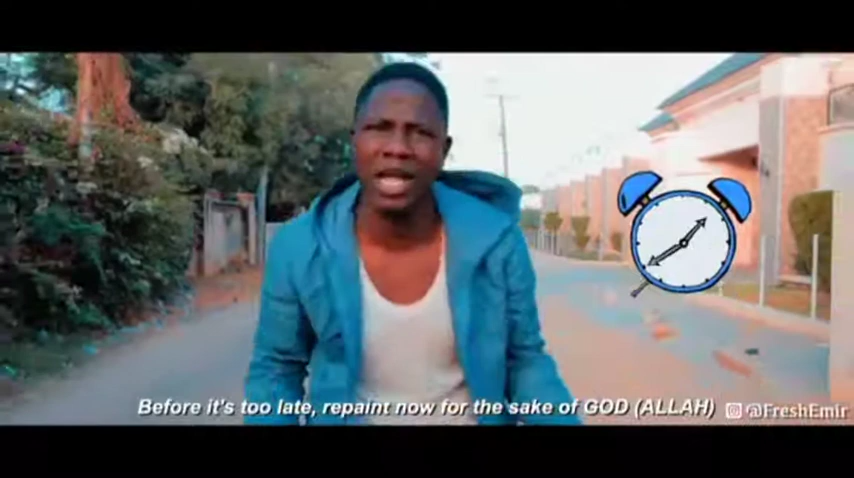 Before it's too late, repaint now for the sake of GOD (ALLAH)
@FreshEmir